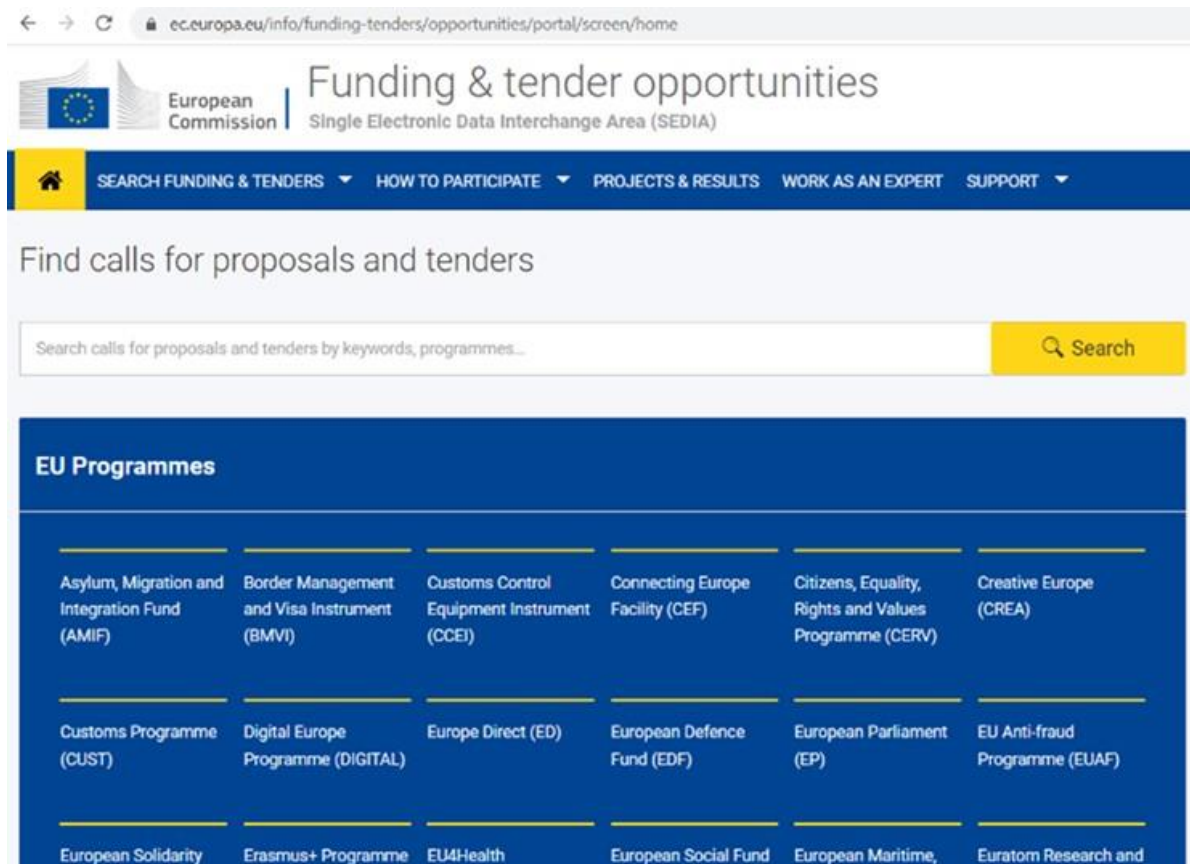 ec.europa.eu/info/funding-tenders/opportunities/portal/screen/home
European
Commission
Funding & tender opportunities
Single Electronic Data Interchange Area (SEDIA)
SEARCH FUNDING & TENDERS HOW TO PARTICIPATE PROJECTS & RESULTS WORK AS AN EXPERT SUPPORT
Find calls for proposals and tenders
Search calls for proposals and tenders by keywords, programmes...
Search
EU Programmes
Asylum, Migration and
Integration Fund
(AMIF)
Border Management
and Visa Instrument
(BMVI)
Customs Control
Equipment Instrument
(CCEI)
Connecting Europe
Facility (CEF)
Citizens, Equality,
Rights and Values
Programme (CERV)
Creative Europe
(CREA)
Customs Programme
(CUST)
Digital Europe
Programme (DIGITAL)
Europe Direct (ED)
European Defence
Fund (EDF)
European Parliament
(EP)
EU Anti-fraud
Programme (EUAF)
European Solidarity
Erasmus+ Programme
EU4Health
European Social Fund
European Maritime,
Euratom Research and